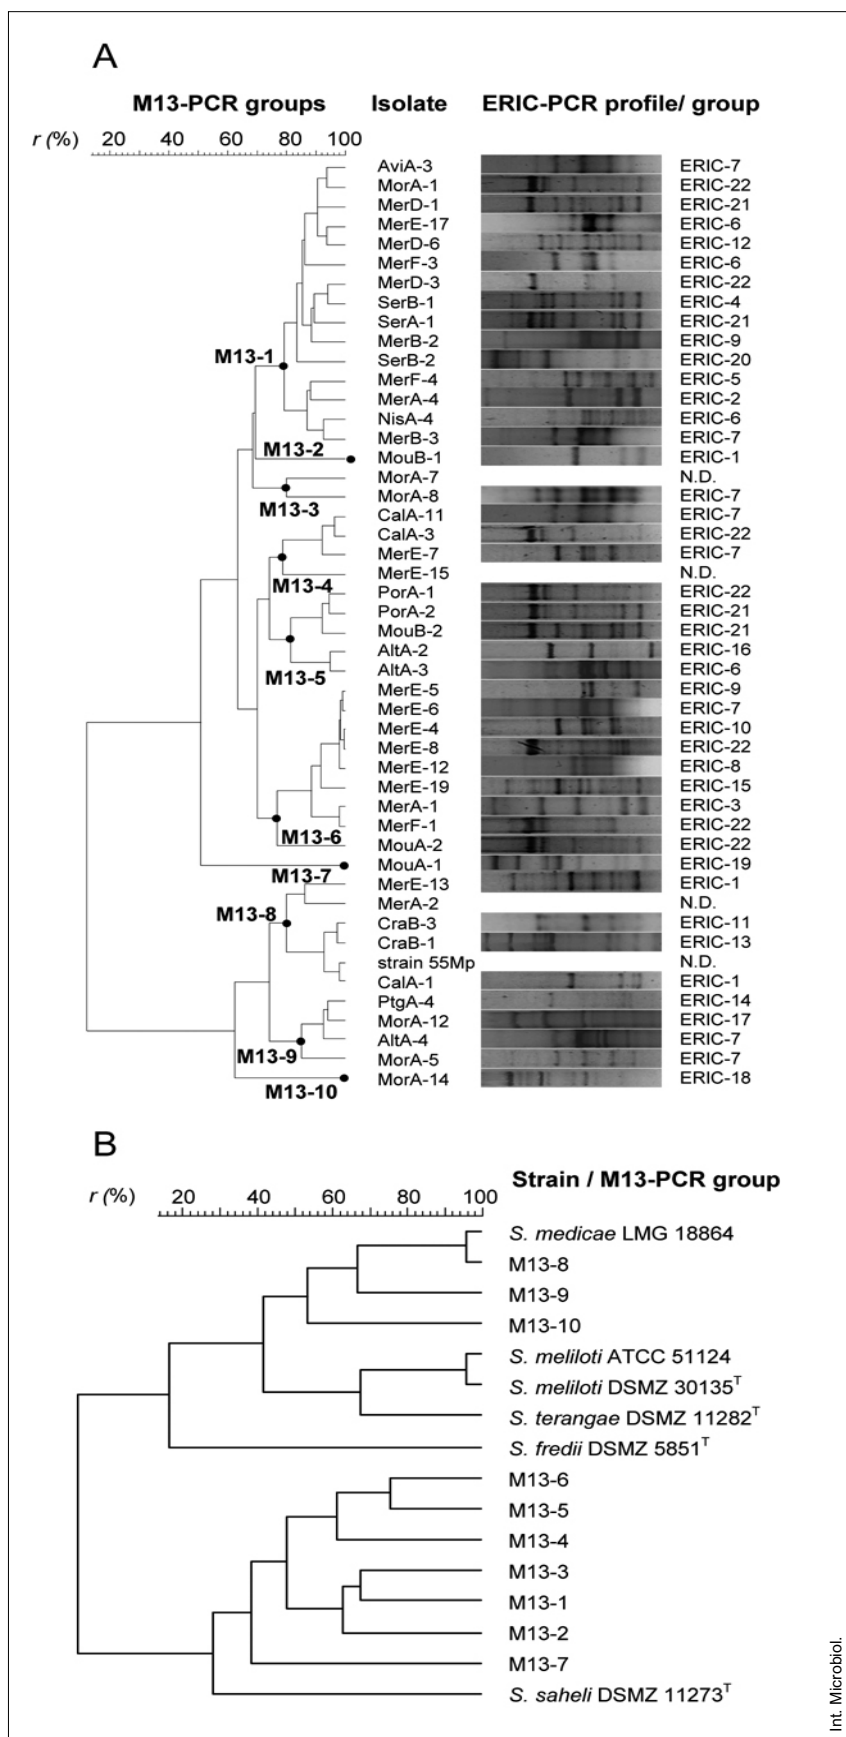 A
M13-PCR groups Isolate ERIC-PCR profile/ group
r (%) 20 40 60 80 100
AviA-3 ERIC-7
MorA-1 ERIC-22
MerD-1 ERIC-21
MerE-17 ERIC-6
MerD-6 ERIC-12
MerF-3 ERIC-6
MerD-3 ERIC-22
SerB-1 ERIC-4
SerA-1 ERIC-21
MerB-2 ERIC-9
M13-1 SerB-2 ERIC-20
MerF-4 ERIC-5
MerA-4 ERIC-2
NisA-4 ERIC-6
MerB-3 ERIC-7
M13-2 MouB-1 ERIC-1
MorA-7 N.D.
MorA-8 ERIC-7
M13-3 CalA-11 ERIC-7
CalA-3 ERIC-22
MerE-7 ERIC-7
MerE-15 N.D.
M13-4 PorA-1 ERIC-22
PorA-2 ERIC-21
MouB-2 ERIC-21
AltA-2 ERIC-16
M13-5 AltA-3 ERIC-6
MerE-5 ERIC-9
MerE-6 ERIC-7
MerE-4 ERIC-10
MerE-8 ERIC-22
MerE-12 ERIC-8
MerE-19 ERIC-15
MerA-1 ERIC-3
MerF-1 ERIC-22
M13-6 MouA-2 ERIC-22
MouA-1 ERIC-19
M13-7 MerE-13 ERIC-1
MerA-2 N.D.
M13-8 CraB-3 ERIC-11
CraB-1 ERIC-13
strain 55Mp N.D.
CalA-1 ERIC-1
PtgA-4 ERIC-14
MorA-12 ERIC-17
AltA-4 ERIC-7
M13-9 MorA-5 ERIC-7
MorA-14 ERIC-18
M13-10
B
Strain / M13-PCR group
r (%) 20 40 60 80 100
S. medicae LMG 18864
M13-8
M13-9
M13-10
S. meliloti ATCC 51124
S. meliloti DSMZ 30135T
S. terangae DSMZ 11282T
S. fredii DSMZ 5851T
M13-6
M13-5
M13-4
M13-3
M13-1
M13-2
M13-7
S. saheli DSMZ 11273T
Int. Microbiol.